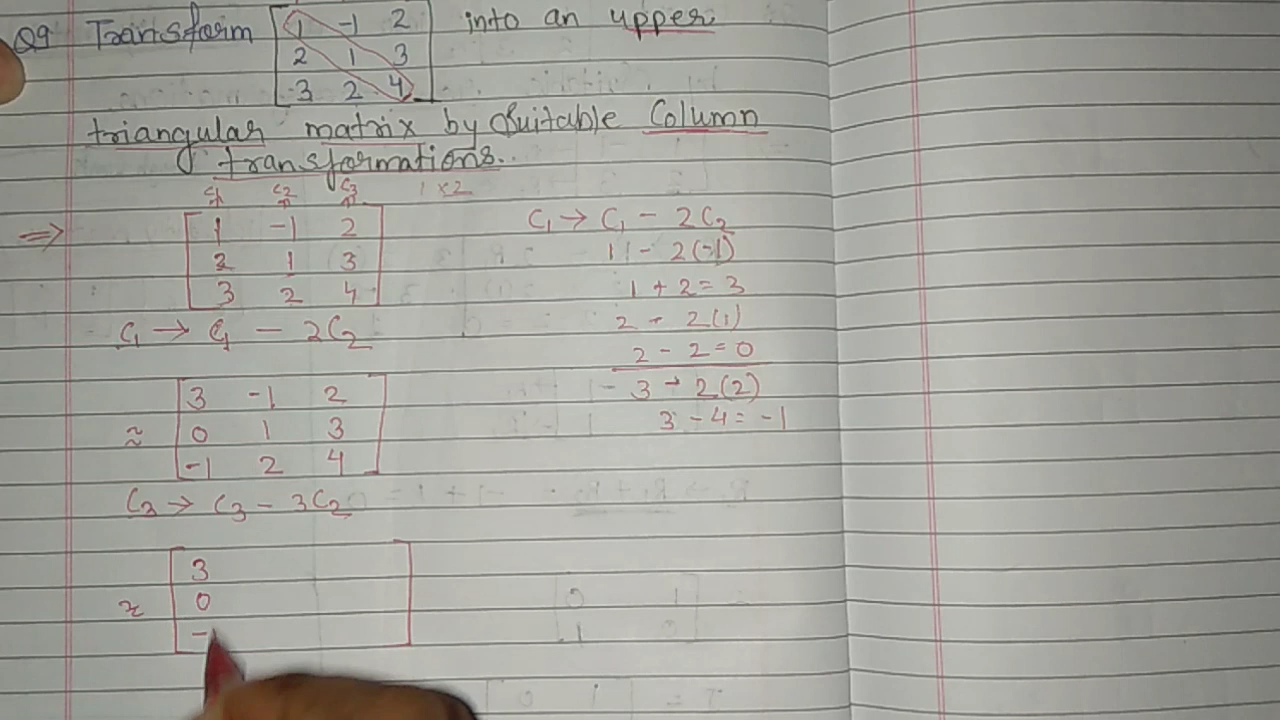 Q9 Transform [1 -1 2 into an upper
2 1 3
3 2 4]
triangular matrix by Suitable Column
transformations.
C1 C2 C3 1 x 2
⇒ [1 -1 2
2 1 3
3 2 4]
C1 → C1 - 2C2
≈ [3 -1 2
0 1 3
-1 2 4]
C3 → C3 - 3C2
≈ [3
0
-
C1 → C1 - 2C2
1 - 2(-1)
1 + 2 = 3
2 - 2(1)
2 - 2 = 0
3 - 2(2)
3 - 4 = -1